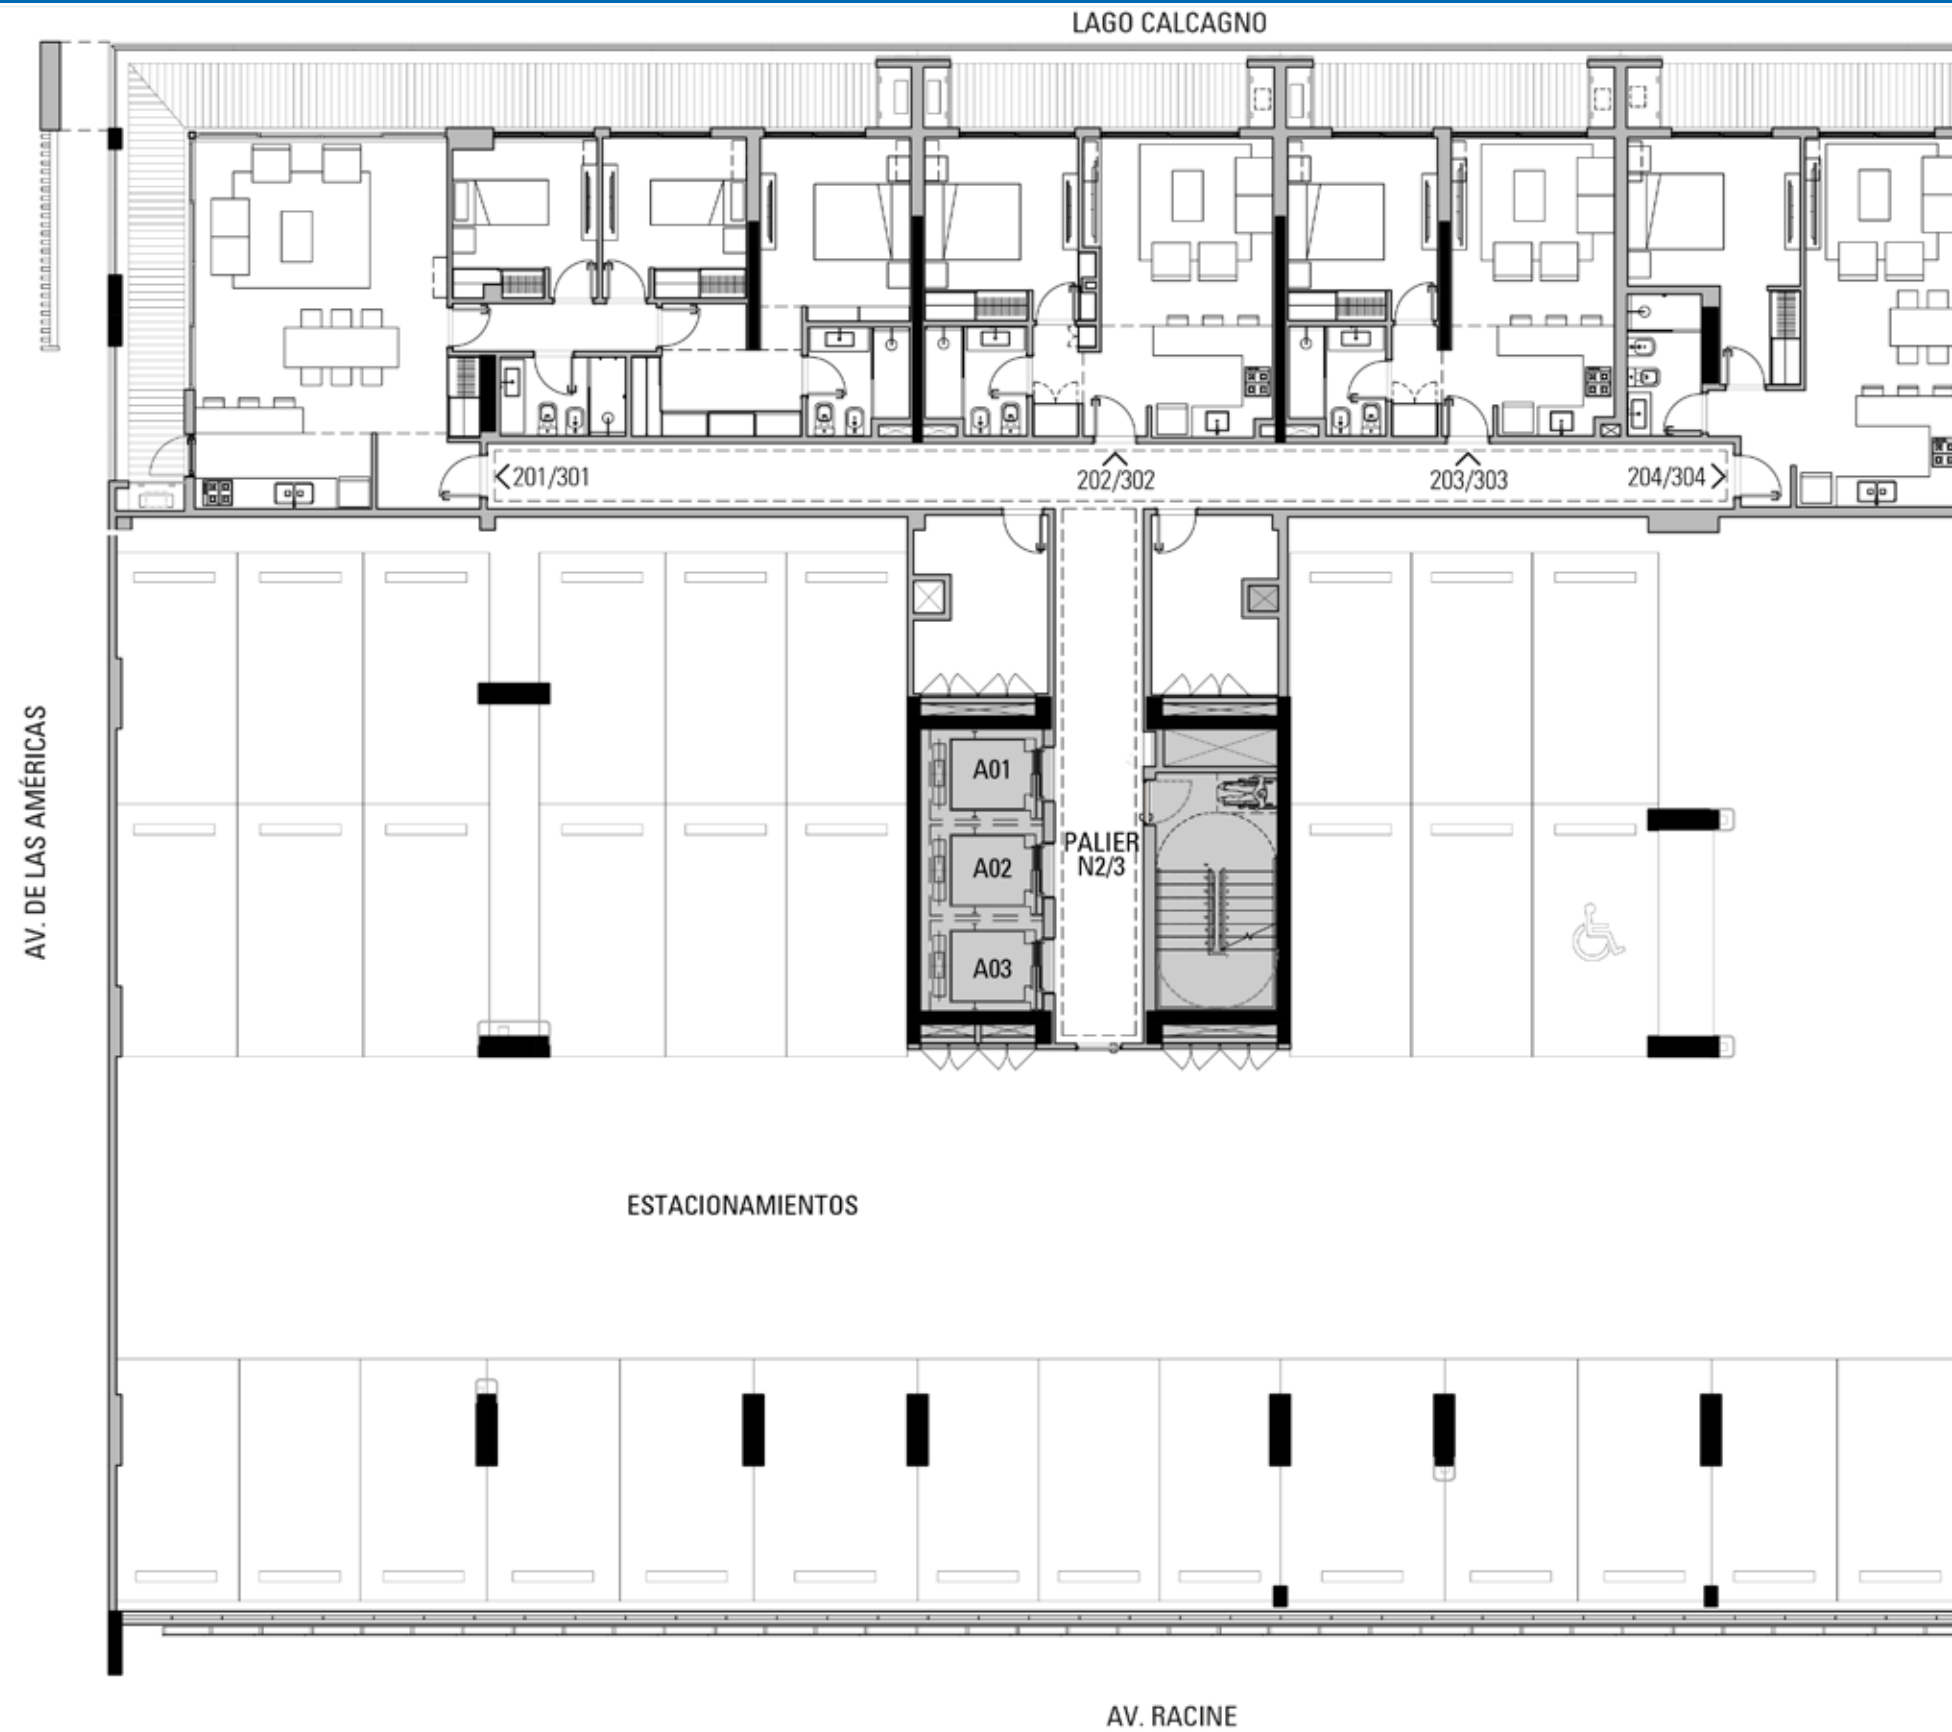 LAGO CALCAGNO
201/301
202/302
203/303
204/304
A01
PALIER
N2/3
A02
A03
AV. DE LAS AMÉRICAS
ESTACIONAMIENTOS
AV. RACINE